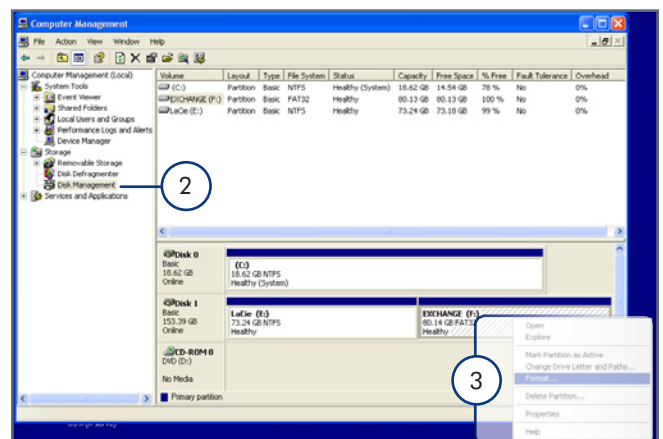 Computer Management
File Action View Window Help
Computer Management (Local)
System Tools
Event Viewer
Shared Folders
Local Users and Groups
Performance Logs and Alerts
Device Manager
Storage
Removable Storage
Disk Defragmenter
Disk Management
Services and Applications
2
Volume Layout Type File System Status Capacity Free Space % Free Fault Tolerance Overhead
(C:) Partition Basic NTFS Healthy (System) 18.62 GB 14.54 GB 78 % No 0%
EXCHANGE (F:) Partition Basic FAT32 Healthy 80.13 GB 80.13 GB 100 % No 0%
LaCie (E:) Partition Basic NTFS Healthy 73.24 GB 73.18 GB 99 % No 0%
Disk 0
Basic
18.62 GB
Online
(C:)
18.62 GB NTFS
Healthy (System)
Disk 1
Basic
153.39 GB
Online
LaCie (E:)
73.24 GB NTFS
Healthy
EXCHANGE (F:)
80.14 GB FAT32
Healthy
CD-ROM 0
DVD (D:)
No Media
Primary partition
3
Open
Explore
Mark Partition as Active
Change Drive Letter and Paths...
Format...
Delete Partition...
Properties
Help